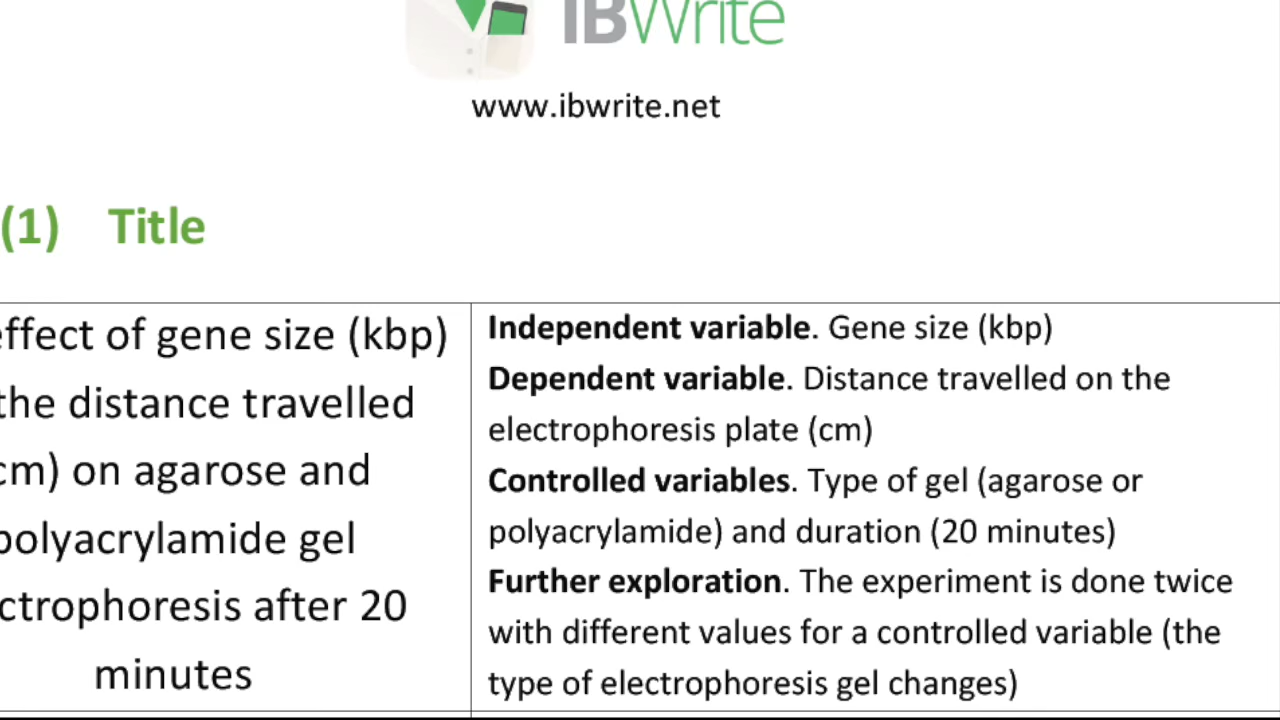 IBWrite
www.ibwrite.net
(1) Title
effect of gene size (kbp)
the distance travelled
cm) on agarose and
polyacrylamide gel
ctrophoresis after 20
minutes
Independent variable. Gene size (kbp)
Dependent variable. Distance travelled on the
electrophoresis plate (cm)
Controlled variables. Type of gel (agarose or
polyacrylamide) and duration (20 minutes)
Further exploration. The experiment is done twice
with different values for a controlled variable (the
type of electrophoresis gel changes)